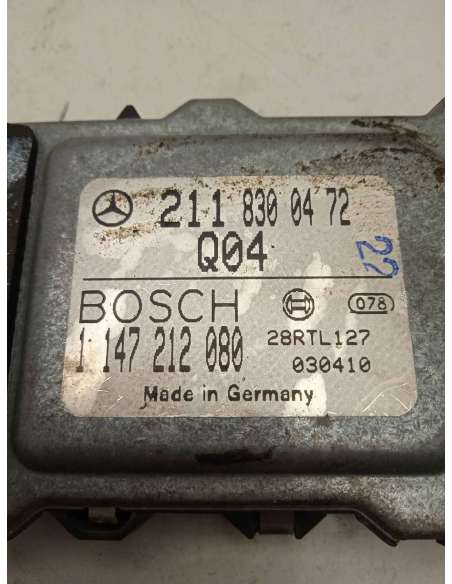 211 830 04 72
Q04
22
BOSCH 078
1 147 212 080 28RTL127
030410
Made in Germany